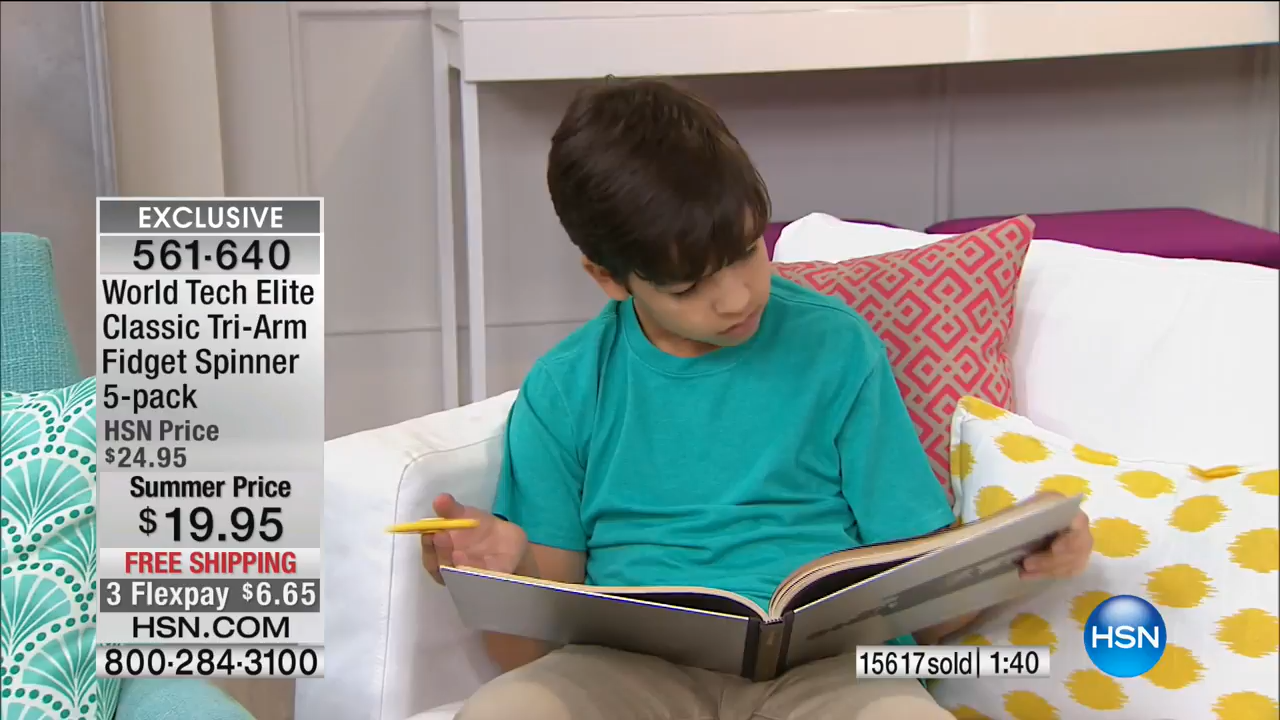 EXCLUSIVE
561·640
World Tech Elite
Classic Tri-Arm
Fidget Spinner
5-pack
HSN Price
$24.95
Summer Price
$19.95
FREE SHIPPING
3 Flexpay $6.65
HSN.COM
800·284·3100
15617sold| 1:40
HSN